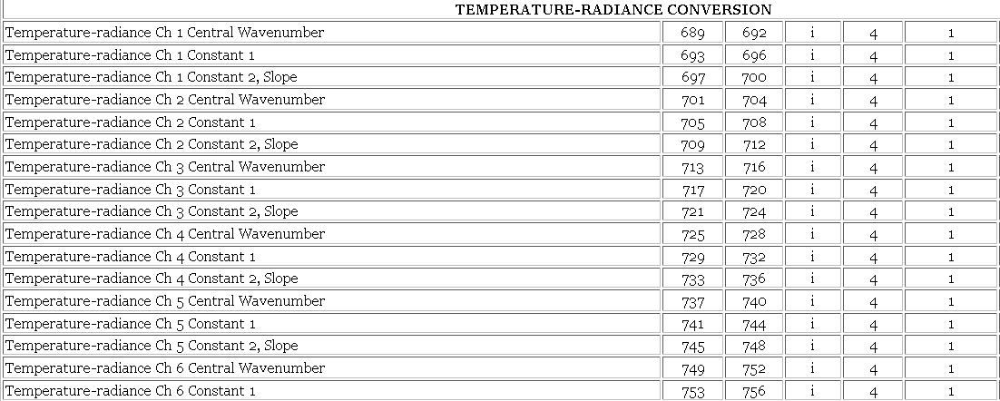 TEMPERATURE-RADIANCE CONVERSION
Temperature-radiance Ch 1 Central Wavenumber 689 692 i 4 1
Temperature-radiance Ch 1 Constant 1 693 696 i 4 1
Temperature-radiance Ch 1 Constant 2, Slope 697 700 i 4 1
Temperature-radiance Ch 2 Central Wavenumber 701 704 i 4 1
Temperature-radiance Ch 2 Constant 1 705 708 i 4 1
Temperature-radiance Ch 2 Constant 2, Slope 709 712 i 4 1
Temperature-radiance Ch 3 Central Wavenumber 713 716 i 4 1
Temperature-radiance Ch 3 Constant 1 717 720 i 4 1
Temperature-radiance Ch 3 Constant 2, Slope 721 724 i 4 1
Temperature-radiance Ch 4 Central Wavenumber 725 728 i 4 1
Temperature-radiance Ch 4 Constant 1 729 732 i 4 1
Temperature-radiance Ch 4 Constant 2, Slope 733 736 i 4 1
Temperature-radiance Ch 5 Central Wavenumber 737 740 i 4 1
Temperature-radiance Ch 5 Constant 1 741 744 i 4 1
Temperature-radiance Ch 5 Constant 2, Slope 745 748 i 4 1
Temperature-radiance Ch 6 Central Wavenumber 749 752 i 4 1
Temperature-radiance Ch 6 Constant 1 753 756 i 4 1